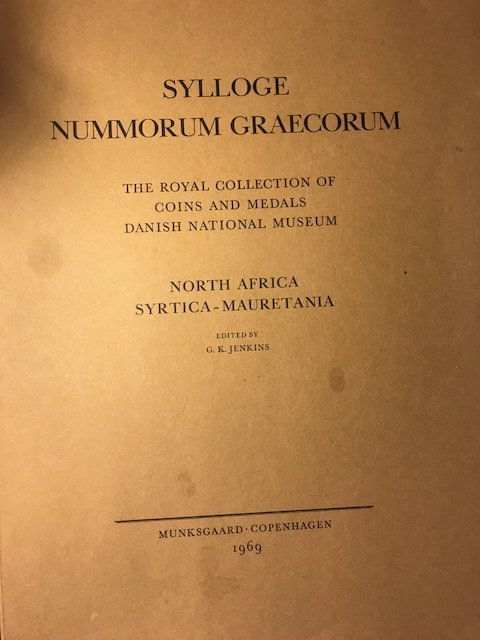 SYLLOGE
NUMMORUM GRAECORUM
THE ROYAL COLLECTION OF
COINS AND MEDALS
DANISH NATIONAL MUSEUM
NORTH AFRICA
SYRTICA-MAURETANIA
EDITED BY
G. K. JENKINS
MUNKSGAARD · COPENHAGEN
1969